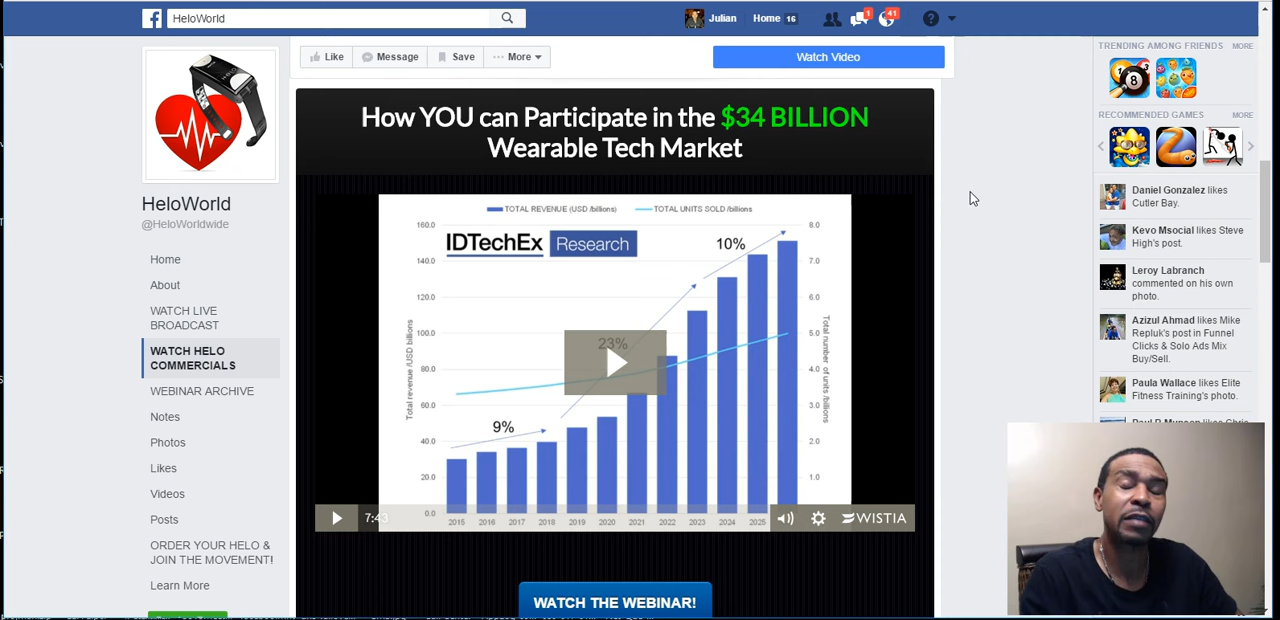 HeloWorld
Julian
Home 16
1
41
Like
Message
Save
More
Watch Video
HeloWorld
@HeloWorldwide
Home
About
WATCH LIVE
BROADCAST
WATCH HELO
COMMERCIALS
WEBINAR ARCHIVE
Notes
Photos
Likes
Videos
Posts
ORDER YOUR HELO &
JOIN THE MOVEMENT!
Learn More
How YOU can Participate in the $34 BILLION
Wearable Tech Market
TOTAL REVENUE (USD /billions)
TOTAL UNITS SOLD /billions
IDTechEx Research
160.0
140.0
120.0
100.0
80.0
60.0
40.0
20.0
0.0
Total revenue /USD billions
8.0
7.0
6.0
5.0
4.0
3.0
2.0
1.0
Total number of units /billions
9%
23%
10%
2015 2016 2017 2018 2019 2020 2021 2022 2023 2024 2025
7:43
WISTIA
WATCH THE WEBINAR!
TRENDING AMONG FRIENDS MORE
8
RECOMMENDED GAMES MORE
Daniel Gonzalez likes
Cutler Bay.
Kevo Msocial likes Steve
High's post.
Leroy Labranch
commented on his own
photo.
Azizul Ahmad likes Mike
Repluk's post in Funnel
Clicks & Solo Ads Mix
Buy/Sell.
Paula Wallace likes Elite
Fitness Training's photo.